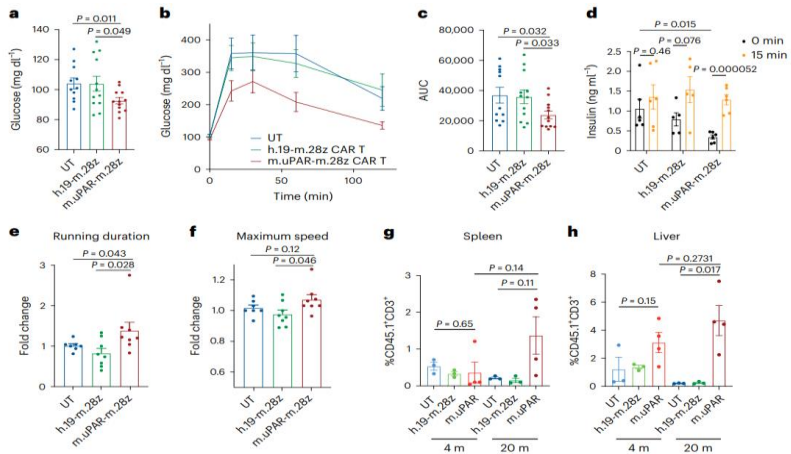 a
P = 0.011
P = 0.049
Glucose (mg dl⁻¹)
140
120
100
80
60
UT
h.19-m.28z
m.uPAR-m.28z
b
Glucose (mg dl⁻¹)
400
300
200
100
0
UT
h.19-m.28z CAR T
m.uPAR-m.28z CAR T
0
50
100
Time (min)
c
P = 0.032
P = 0.033
AUC
80,000
60,000
40,000
20,000
0
UT
h.19-m.28z
m.uPAR-m.28z
d
P = 0.015
P = 0.076
P = 0.46
P = 0.000052
0 min
15 min
Insulin (ng ml⁻¹)
2.5
2.0
1.5
1.0
0.5
0
UT
h.19-m.28z
m.uPAR-m.28z
e
Running duration
P = 0.043
P = 0.028
Fold change
3
2
1
0
UT
h.19-m.28z
m.uPAR-m.28z
f
Maximum speed
P = 0.12
P = 0.046
Fold change
1.2
1.0
0.8
0.6
UT
h.19-m.28z
m.uPAR-m.28z
g
Spleen
P = 0.14
P = 0.11
P = 0.65
%CD45.1⁺CD3⁺
3
2
1
0
UT
h.19-m.28z
m.uPAR
UT
h.19-m.28z
m.uPAR
4 m
20 m
h
Liver
P = 0.2731
P = 0.017
P = 0.15
%CD45.1⁺CD3⁺
8
6
4
2
0
UT
h.19-m.28z
m.uPAR
UT
h.19-m.28z
m.uPAR
4 m
20 m